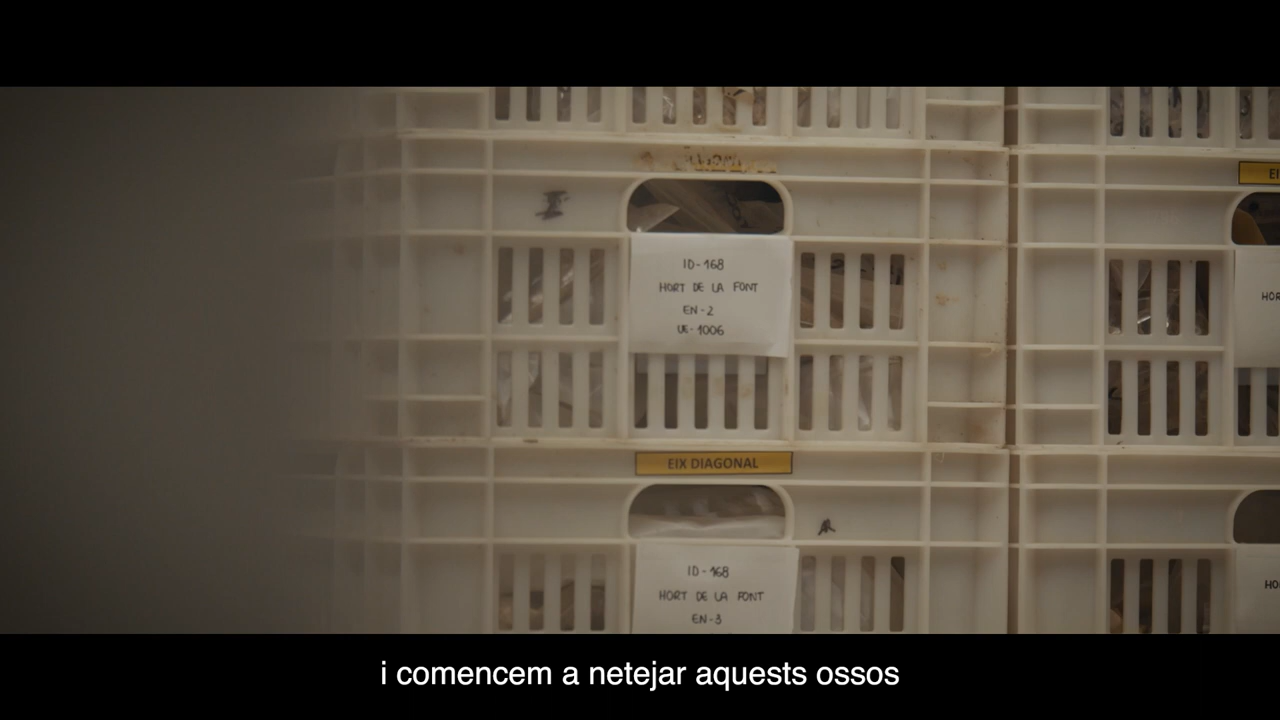 ID-168
HORT DE LA FONT
EN-2
UE-1006
EIX DIAGONAL
ID-168
HORT DE LA FONT
EN-3
i comencem a netejar aquests ossos